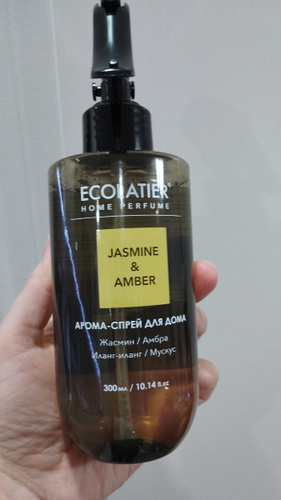 ECOLATIER®
HOME PERFUME
JASMINE
&
AMBER
АРОМА-СПРЕЙ ДЛЯ ДОМА
Жасмин / Амбра
Иланг-иланг / Мускус
300 мл / 10.14 fl.oz